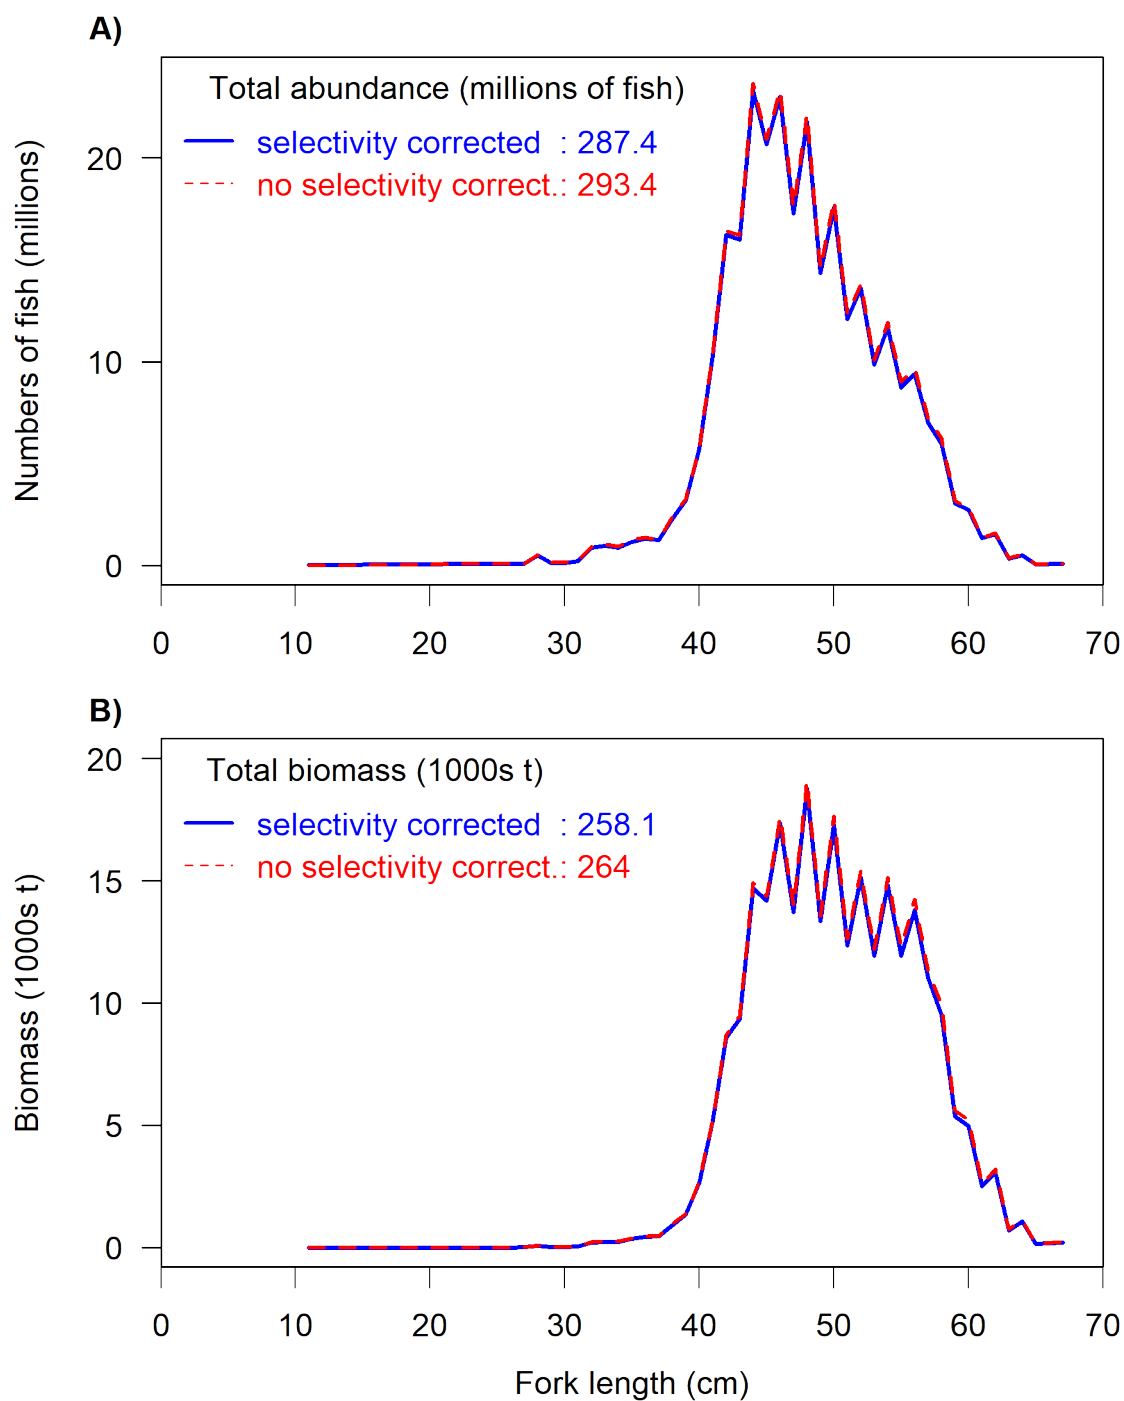 A)
Total abundance (millions of fish)
selectivity corrected : 287.4
no selectivity correct.: 293.4
Numbers of fish (millions)
20
10
0
0 10 20 30 40 50 60 70
B)
Total biomass (1000s t)
selectivity corrected : 258.1
no selectivity correct.: 264
Biomass (1000s t)
20
15
10
5
0
0 10 20 30 40 50 60 70
Fork length (cm)